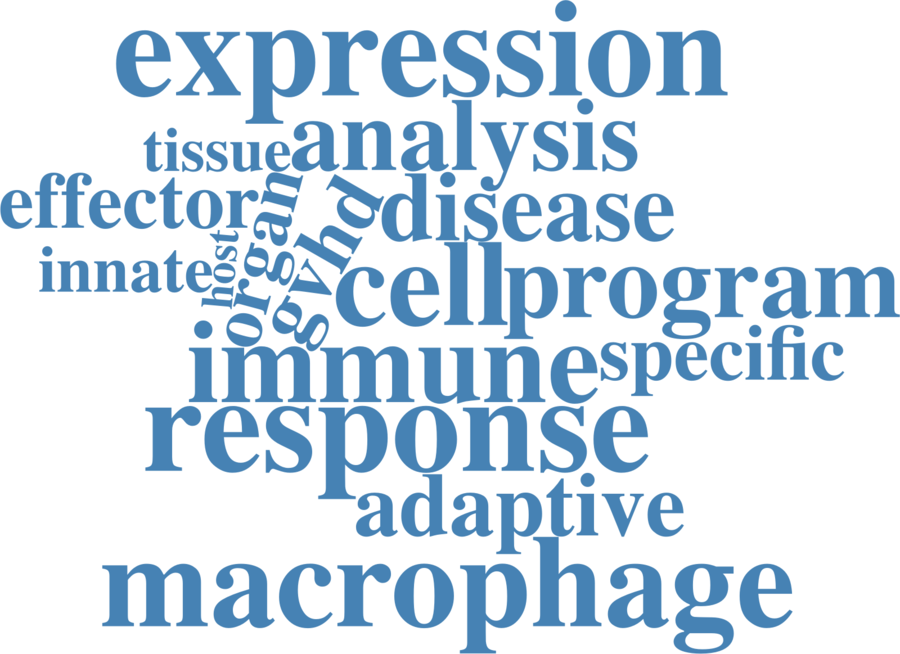 expression
analysis
tissue
effector
organ
gvhd
disease
innate
host
cell
program
immune
specific
response
adaptive
macrophage